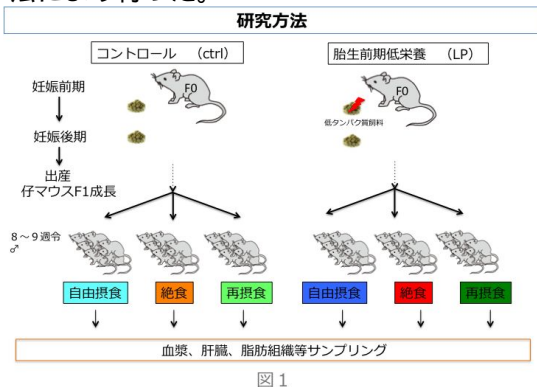 研究方法
コントロール （ctrl）
胎生前期低栄養 （LP）
F0
F0
妊娠前期
低タンパク質飼料
妊娠後期
出産
仔マウスF1成長
8～9週令
♂
自由摂食 絶食 再摂食 自由摂食 絶食 再摂食
血漿、肝臓、脂肪組織等サンプリング
図1